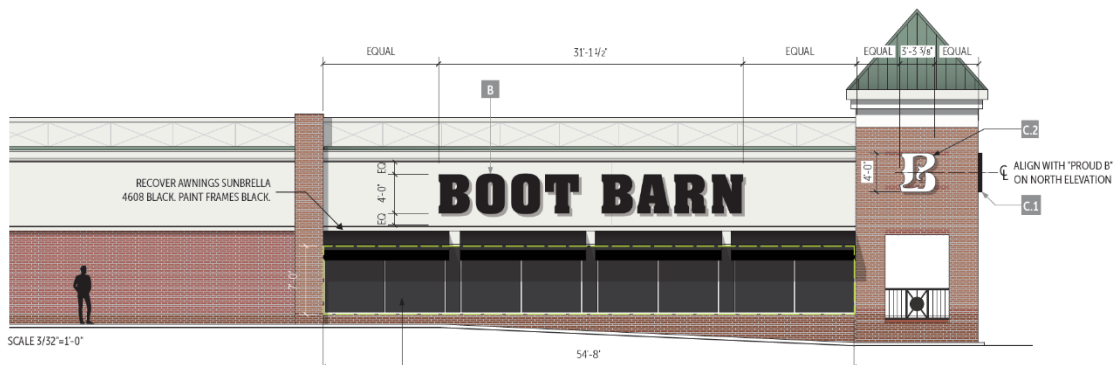 EQUAL
31'-1 1/2"
EQUAL
EQUAL
3'-3 3/8"
EQUAL
B
C.2
EQ
4'-0"
EQ
BOOT BARN
B
4'-0"
℄ ALIGN WITH "PROUD B"
ON NORTH ELEVATION
C.1
RECOVER AWNINGS SUNBRELLA
4608 BLACK. PAINT FRAMES BLACK.
7'-0"
SCALE 3/32"=1'-0"
54'-8"